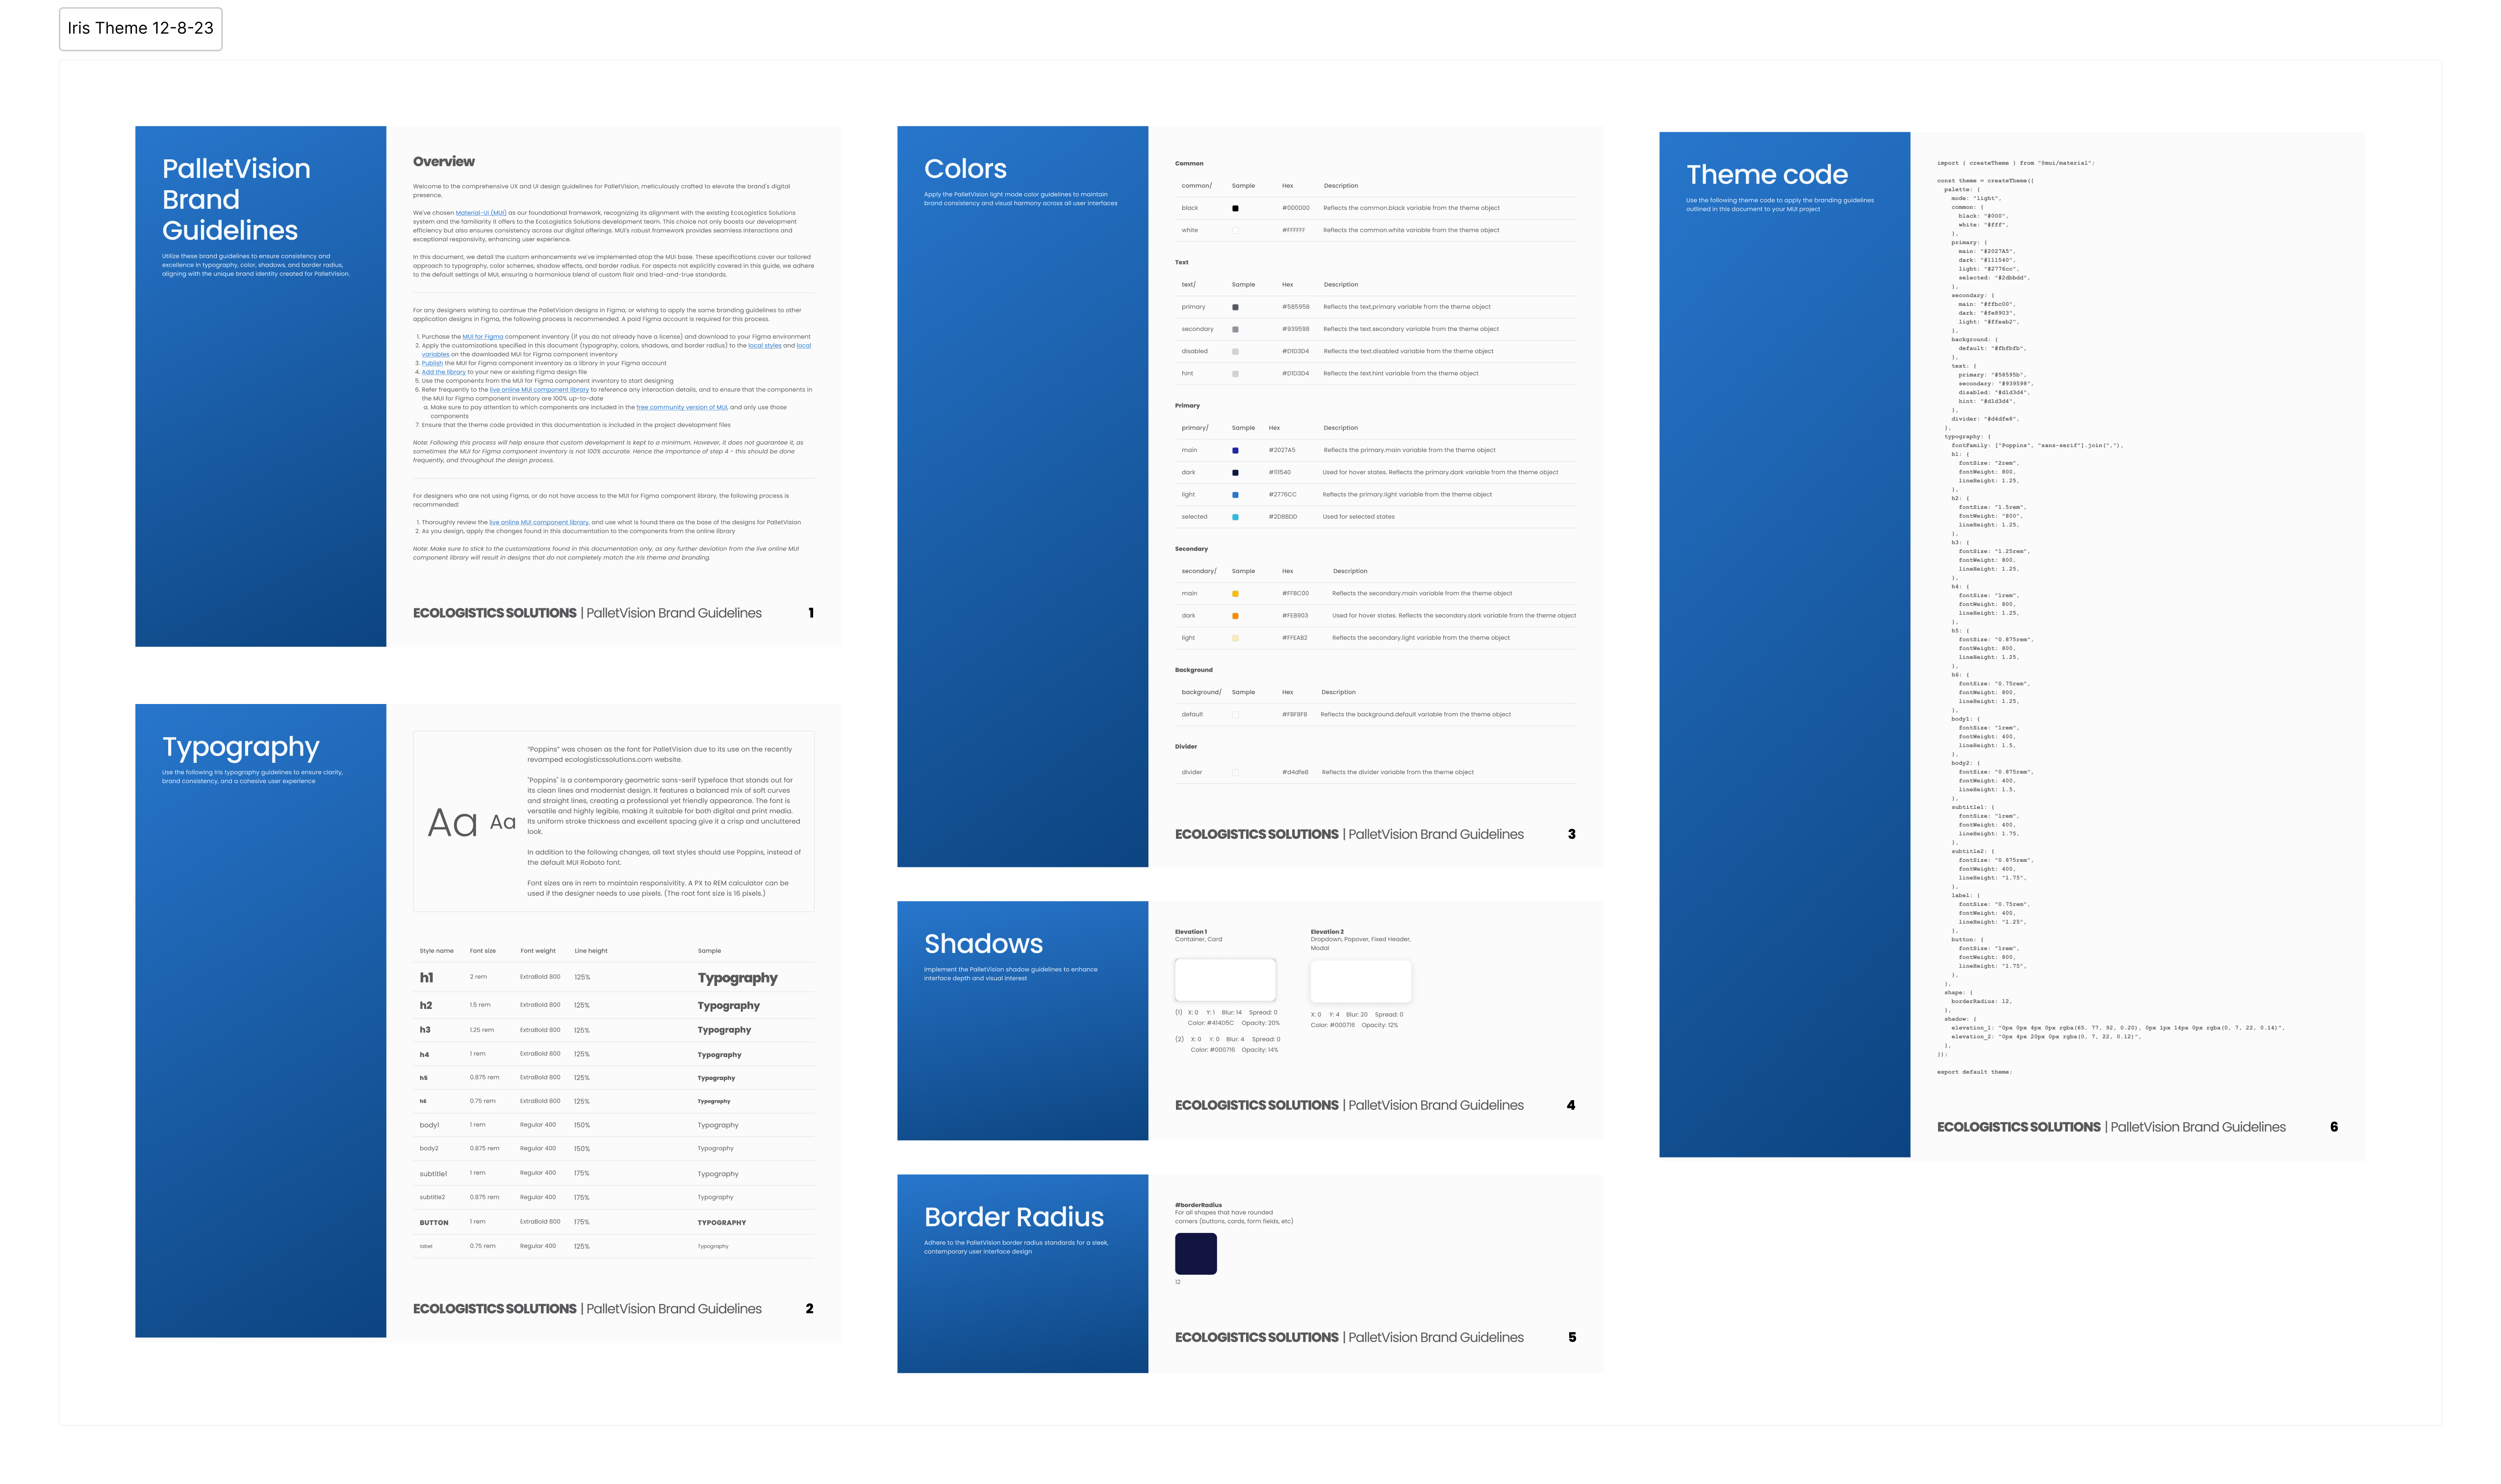 Iris Theme 12-8-23
PalletVision
Brand
Guidelines
Utilize these brand guidelines to ensure consistency and
excellence in typography, color, shadows, and border radius,
aligning with the unique brand identity created for PalletVision.
Overview
Welcome to the comprehensive UX and UI design guidelines for PalletVision, meticulously crafted to elevate the brand's digital
presence.
We've chosen Material-UI (MUI) as our foundational framework, recognizing its alignment with the existing EcoLogistics Solutions
system and the familiarity it offers to the EcoLogistics Solutions development team. This choice not only boosts our development
efficiency but also ensures consistency across our digital offerings. MUI's robust framework provides seamless interactions and
exceptional responsivity, enhancing user experience.
In this document, we detail the custom enhancements we've implemented atop the MUI base. These specifications cover our tailored
approach to typography, color schemes, shadow effects, and border radius. For aspects not explicitly covered in this guide, we adhere
to the default settings of MUI, ensuring a harmonious blend of custom flair and tried-and-true standards.
For any designers wishing to continue the PalletVision designs in Figma, or wishing to apply the same branding guidelines to other
application designs in Figma, the following process is recommended. A paid Figma account is required for this process.
1. Purchase the MUI for Figma component inventory (if you do not already have a license) and download to your Figma environment
2. Apply the customizations specified in this document (typography, colors, shadows, and border radius) to the local styles and local
variables on the downloaded MUI for Figma component inventory
3. Publish the MUI for Figma component inventory as a library in your Figma account
4. Add the library to your new or existing Figma design file
5. Use the components from the MUI for Figma component inventory to start designing
6. Refer frequently to the live online MUI component library to reference any interaction details, and to ensure that the components in
the MUI for Figma component inventory are 100% up-to-date
a. Make sure to pay attention to which components are included in the free community version of MUI, and only use those
components
7. Ensure that the theme code provided in this documentation is included in the project development files
Note: Following this process will help ensure that custom development is kept to a minimum. However, it does not guarantee it, as
sometimes the MUI for Figma component inventory is not 100% accurate. Hence the importance of step 4 - this should be done
frequently, and throughout the design process.
For designers who are not using Figma, or do not have access to the MUI for Figma component library, the following process is
recommended:
1. Thoroughly review the live online MUI component library, and use what is found there as the base of the designs for PalletVision
2. As you design, apply the changes found in this documentation to the components from the online library
Note: Make sure to stick to the customizations found in this documentation only, as any further deviation from the live online MUI
component library will result in designs that do not completely match the Iris theme and branding.
ECOLOGISTICS SOLUTIONS | PalletVision Brand Guidelines 1
Typography
Use the following Iris typography guidelines to ensure clarity,
brand consistency, and a cohesive user experience
Aa Aa
"Poppins" was chosen as the font for PalletVision due to its use on the recently
revamped ecologisticssolutions.com website.
"Poppins" is a contemporary geometric sans-serif typeface that stands out for
its clean lines and modernist design. It features a balanced mix of soft curves
and straight lines, creating a professional yet friendly appearance. The font is
versatile and highly legible, making it suitable for both digital and print media.
Its uniform stroke thickness and excellent spacing give it a crisp and uncluttered
look.
In addition to the following changes, all text styles should use Poppins, instead of
the default MUI Roboto font.
Font sizes are in rem to maintain responsivitity. A PX to REM calculator can be
used if the designer needs to use pixels. (The root font size is 16 pixels.)
Style name Font size Font weight Line height Sample
h1 2 rem ExtraBold 800 125% Typography
h2 1.5 rem ExtraBold 800 125% Typography
h3 1.25 rem ExtraBold 800 125% Typography
h4 1 rem ExtraBold 800 125% Typography
h5 0.875 rem ExtraBold 800 125% Typography
h6 0.75 rem ExtraBold 800 125% Typography
body1 1 rem Regular 400 150% Typography
body2 0.875 rem Regular 400 150% Typography
subtitle1 1 rem Regular 400 175% Typography
subtitle2 0.875 rem Regular 400 175% Typography
BUTTON 1 rem ExtraBold 800 175% TYPOGRAPHY
label 0.75 rem Regular 400 125% Typography
ECOLOGISTICS SOLUTIONS | PalletVision Brand Guidelines 2
Colors
Apply the PalletVision light mode color guidelines to maintain
brand consistency and visual harmony across all user interfaces
Common
common/ Sample Hex Description
black #000000 Reflects the common.black variable from the theme object
white #FFFFFF Reflects the common.white variable from the theme object
Text
text/ Sample Hex Description
primary #58595B Reflects the text.primary variable from the theme object
secondary #939598 Reflects the text.secondary variable from the theme object
disabled #D1D3D4 Reflects the text.disabled variable from the theme object
hint #D1D3D4 Reflects the text.hint variable from the theme object
Primary
primary/ Sample Hex Description
main #2027A5 Reflects the primary.main variable from the theme object
dark #111540 Used for hover states. Reflects the primary.dark variable from the theme object
light #2776CC Reflects the primary.light variable from the theme object
selected #2DBBDD Used for selected states
Secondary
secondary/ Sample Hex Description
main #FFBC00 Reflects the secondary.main variable from the theme object
dark #FE8903 Used for hover states. Reflects the secondary.dark variable from the theme object
light #FFEAB2 Reflects the secondary.light variable from the theme object
Background
background/ Sample Hex Description
default #FBFBFB Reflects the background.default variable from the theme object
Divider
divider #d4dfe8 Reflects the divider variable from the theme object
ECOLOGISTICS SOLUTIONS | PalletVision Brand Guidelines 3
Shadows
Implement the PalletVision shadow guidelines to enhance
interface depth and visual interest
Elevation 1
Container, Card
(1) X: 0 Y: 1 Blur: 14 Spread: 0
Color: #414D5C Opacity: 20%
(2) X: 0 Y: 0 Blur: 4 Spread: 0
Color: #000716 Opacity: 14%
Elevation 2
Dropdown, Popover, Fixed Header,
Modal
X: 0 Y: 4 Blur: 20 Spread: 0
Color: #000716 Opacity: 12%
ECOLOGISTICS SOLUTIONS | PalletVision Brand Guidelines 4
Border Radius
Adhere to the PalletVision border radius standards for a sleek,
contemporary user interface design
#borderRadius
For all shapes that have rounded
corners (buttons, cards, form fields, etc)
12
ECOLOGISTICS SOLUTIONS | PalletVision Brand Guidelines 5
Theme code
Use the following theme code to apply the branding guidelines
outlined in this document to your MUI project
import { createTheme } from "@mui/material";
const theme = createTheme({
palette: {
mode: "light",
common: {
black: "#000",
white: "#fff",
},
primary: {
main: "#2027A5",
dark: "#111540",
light: "#2776cc",
selected: "#2dbbdd",
},
secondary: {
main: "#ffbc00",
dark: "#fe8903",
light: "#ffeab2",
},
background: {
default: "#fbfbfb",
},
text: {
primary: "#58595b",
secondary: "#939598",
disabled: "#d1d3d4",
hint: "#d1d3d4",
},
divider: "#d4dfe8",
},
typography: {
fontFamily: ["Poppins", "sans-serif"].join(","),
h1: {
fontSize: "2rem",
fontWeight: 800,
lineHeight: 1.25,
},
h2: {
fontSize: "1.5rem",
fontWeight: "800",
lineHeight: 1.25,
},
h3: {
fontSize: "1.25rem",
fontWeight: 800,
lineHeight: 1.25,
},
h4: {
fontSize: "1rem",
fontWeight: 800,
lineHeight: 1.25,
},
h5: {
fontSize: "0.875rem",
fontWeight: 800,
lineHeight: 1.25,
},
h6: {
fontSize: "0.75rem",
fontWeight: 800,
lineHeight: 1.25,
},
body1: {
fontSize: "1rem",
fontWeight: 400,
lineHeight: 1.5,
},
body2: {
fontSize: "0.875rem",
fontWeight: 400,
lineHeight: 1.5,
},
subtitle1: {
fontSize: "1rem",
fontWeight: 400,
lineHeight: 1.75,
},
subtitle2: {
fontSize: "0.875rem",
fontWeight: 400,
lineHeight: "1.75",
},
label: {
fontSize: "0.75rem",
fontWeight: 400,
lineHeight: "1.25",
},
button: {
fontSize: "1rem",
fontWeight: 800,
lineHeight: "1.75",
},
},
shape: {
borderRadius: 12,
},
shadow: {
elevation_1: "0px 0px 4px 0px rgba(65, 77, 92, 0.20), 0px 1px 14px 0px rgba(0, 7, 22, 0.14)",
elevation_2: "0px 4px 20px 0px rgba(0, 7, 22, 0.12)",
},
});
export default theme;
ECOLOGISTICS SOLUTIONS | PalletVision Brand Guidelines 6